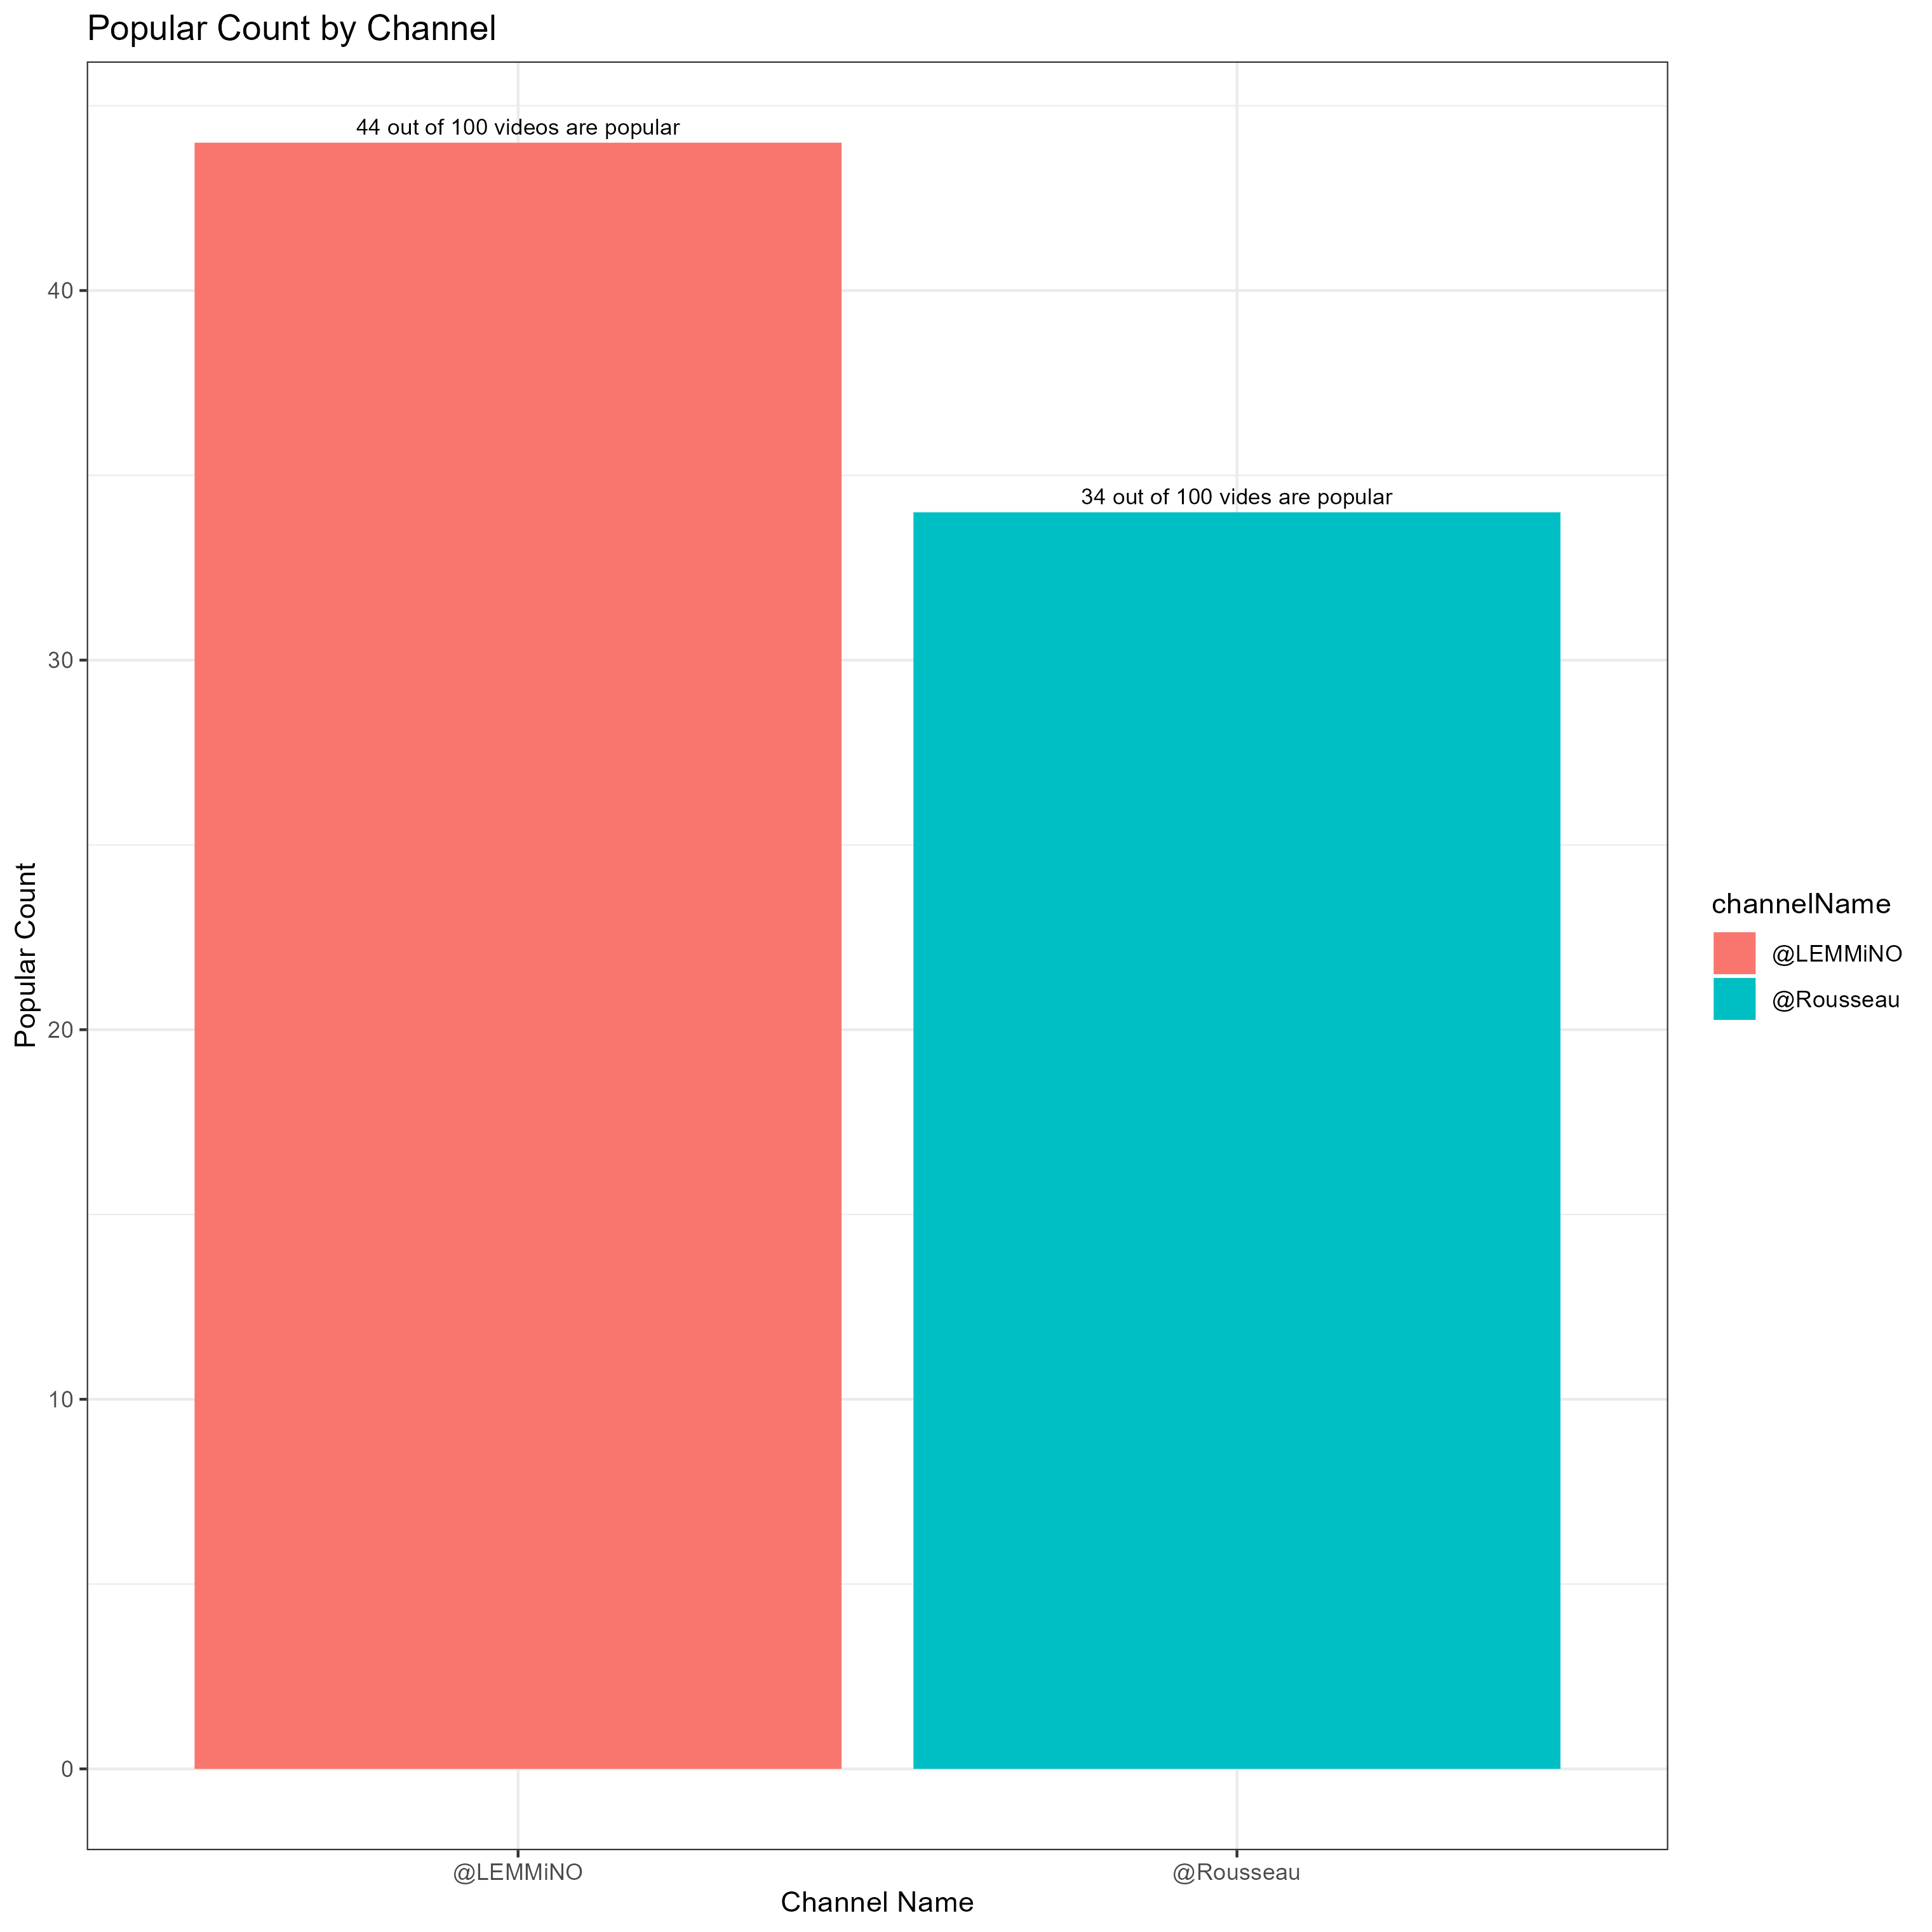 Popular Count by Channel
44 out of 100 videos are popular
34 out of 100 vides are popular
40
30
20
10
0
Popular Count
@LEMMiNO
@Rousseau
Channel Name
channelName
@LEMMiNO
@Rousseau